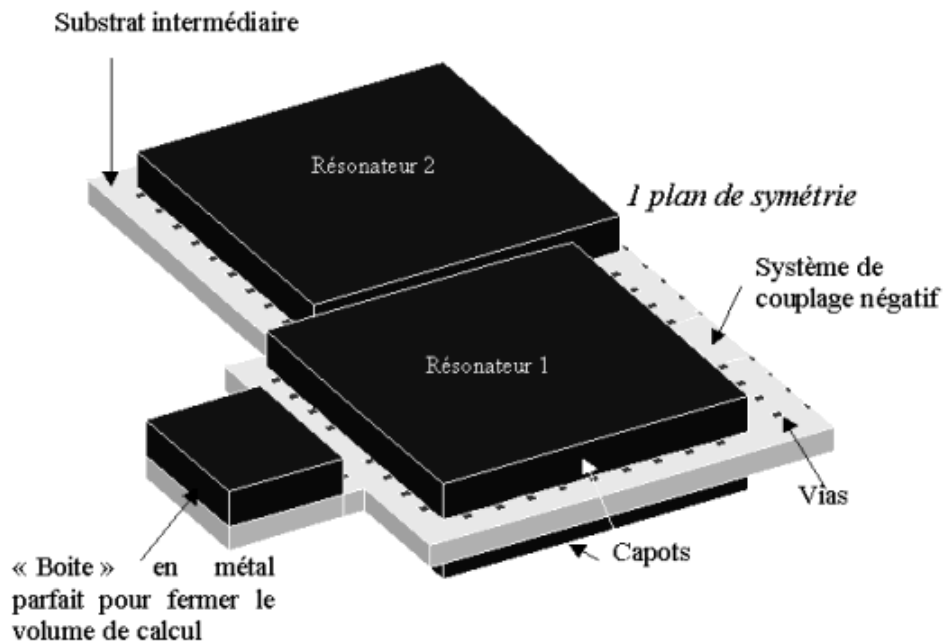 Substrat intermédiaire
Résonateur 2
1 plan de symétrie
Système de
couplage négatif
Résonateur 1
Vias
Capots
« Boite » en métal
parfait pour fermer le
volume de calcul